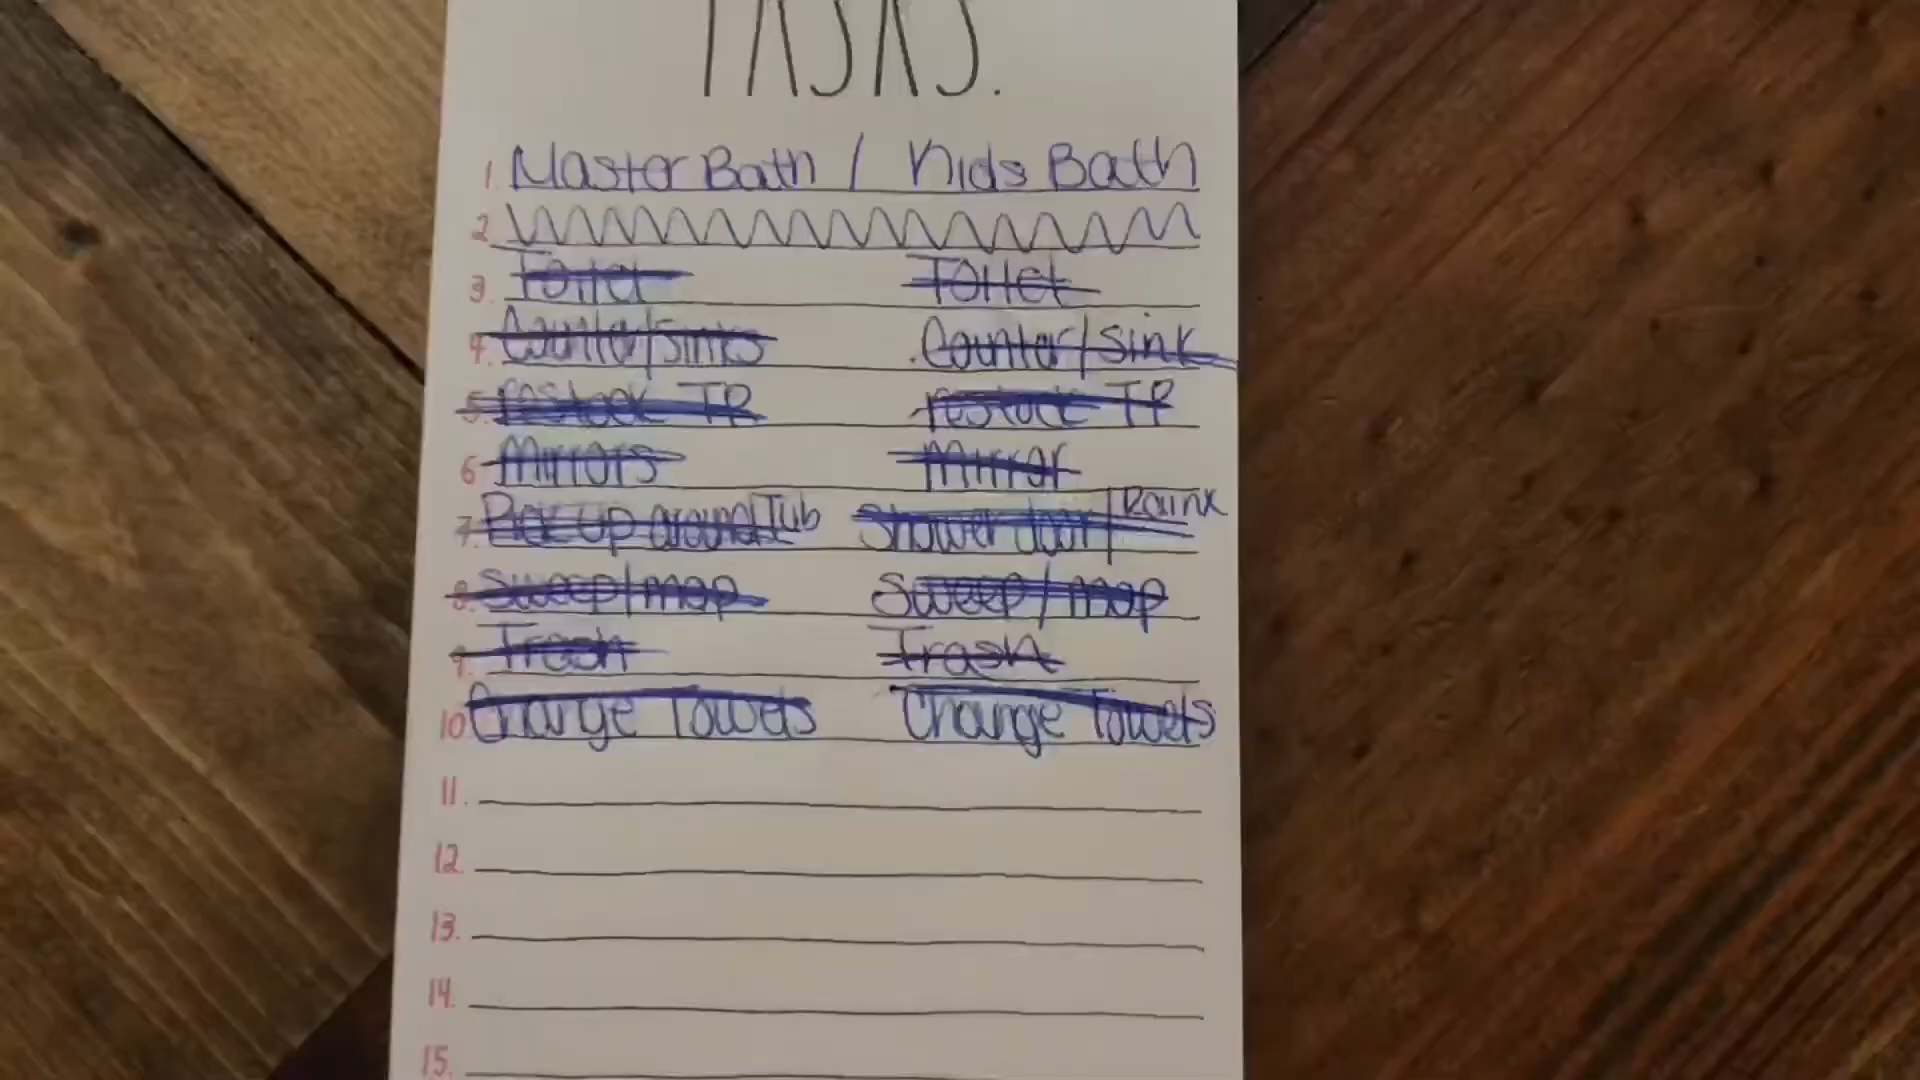 TASKS.
1. Master Bath / Kids Bath
2.
3. Toilet Toilet
4. Counter/sinks Counter/sink
5. restock TP restock TP
6. Mirrors Mirror
7. Pick up around Tub Shower door/Rainx
8. Sweep/mop Sweep/mop
9. Trash Trash
10. Change Towels Change Towels
11.
12.
13.
14.
15.